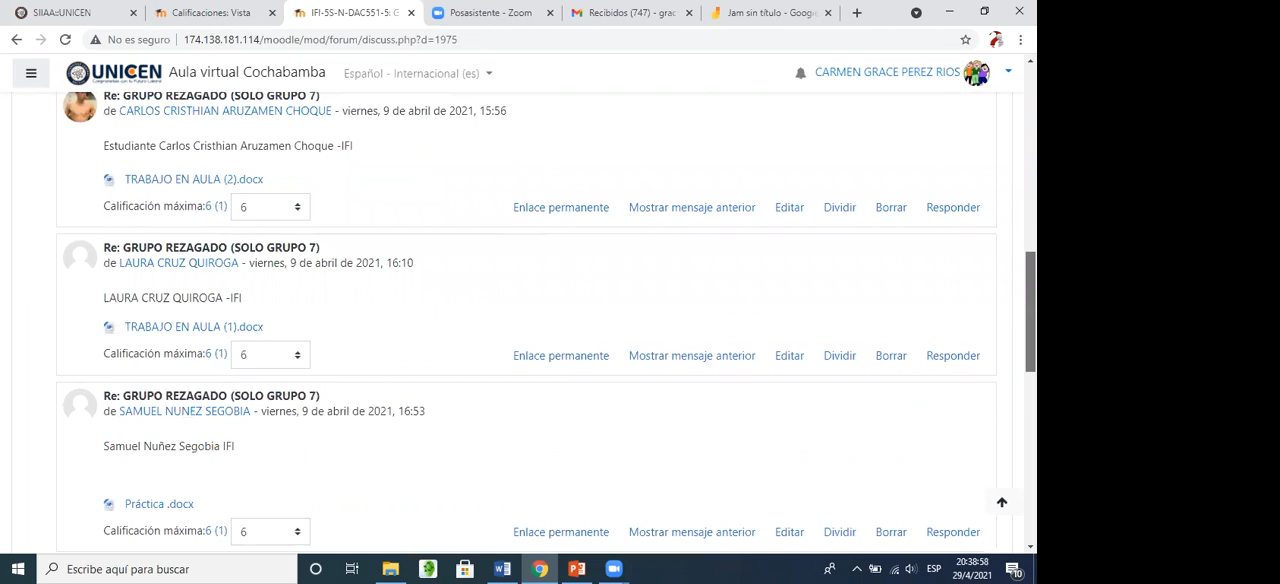 SIIAA::UNICEN
Calificaciones: Vista
IFI-5S-N-DAC551-5: G
Posasistente - Zoom
Recibidos (747) - grac
Jam sin título - Google
No es seguro
174.138.181.114/moodle/mod/forum/discuss.php?d=1975
UNICEN
Aula virtual Cochabamba
Español - Internacional (es)
CARMEN GRACE PEREZ RIOS
Re: GRUPO REZAGADO (SOLO GRUPO 7)
de CARLOS CRISTHIAN ARUZAMEN CHOQUE - viernes, 9 de abril de 2021, 15:56
Estudiante Carlos Cristhian Aruzamen Choque -IFI
TRABAJO EN AULA (2).docx
Calificación máxima:6 (1) 6 Enlace permanente Mostrar mensaje anterior Editar Dividir Borrar Responder
Re: GRUPO REZAGADO (SOLO GRUPO 7)
de LAURA CRUZ QUIROGA - viernes, 9 de abril de 2021, 16:10
LAURA CRUZ QUIROGA -IFI
TRABAJO EN AULA (1).docx
Calificación máxima:6 (1) 6 Enlace permanente Mostrar mensaje anterior Editar Dividir Borrar Responder
Re: GRUPO REZAGADO (SOLO GRUPO 7)
de SAMUEL NUNEZ SEGOBIA - viernes, 9 de abril de 2021, 16:53
Samuel Nuñez Segobia IFI
Práctica .docx
Calificación máxima:6 (1) 6 Enlace permanente Mostrar mensaje anterior Editar Dividir Borrar Responder
Escribe aquí para buscar
ESP
20:38:58
29/4/2021
10